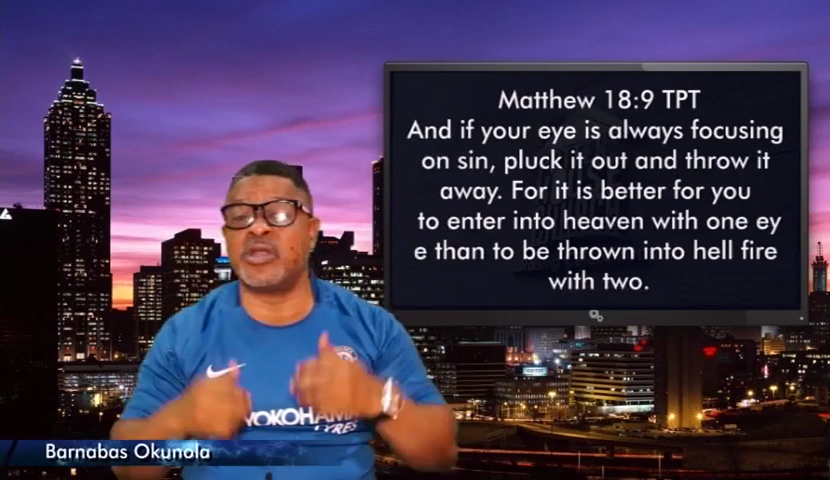 Matthew 18:9 TPT
And if your eye is always focusing
on sin, pluck it out and throw it
away. For it is better for you
to enter into heaven with one ey
e than to be thrown into hell fire
with two.
YOKOHAMA
TYRES
Barnabas Okunola